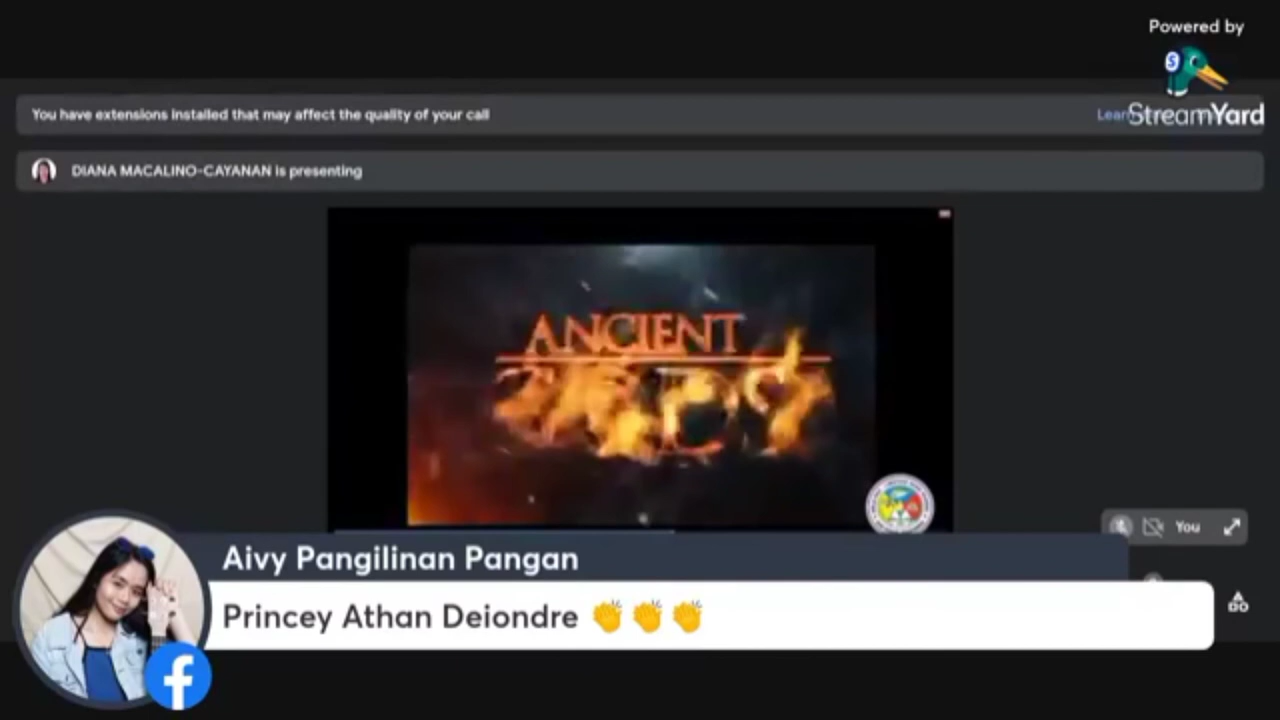 Powered by
StreamYard
You have extensions installed that may affect the quality of your call
Lear
DIANA MACALINO-CAYANAN is presenting
ANCIENT
You
Aivy Pangilinan Pangan
Princey Athan Deiondre 👏👏👏